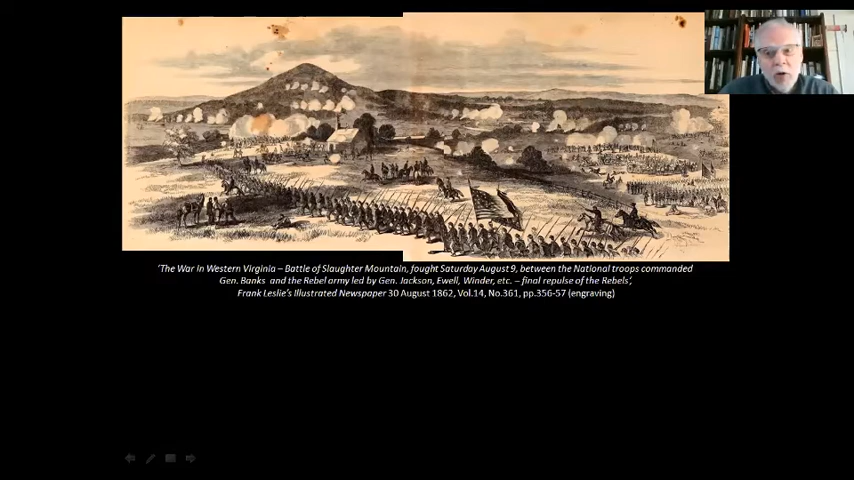 'The War in Western Virginia – Battle of Slaughter Mountain, fought Saturday August 9, between the National troops commanded
Gen. Banks and the Rebel army led by Gen. Jackson, Ewell, Winder, etc. – final repulse of the Rebels',
Frank Leslie's Illustrated Newspaper 30 August 1862, Vol.14, No.361, pp.356-57 (engraving)